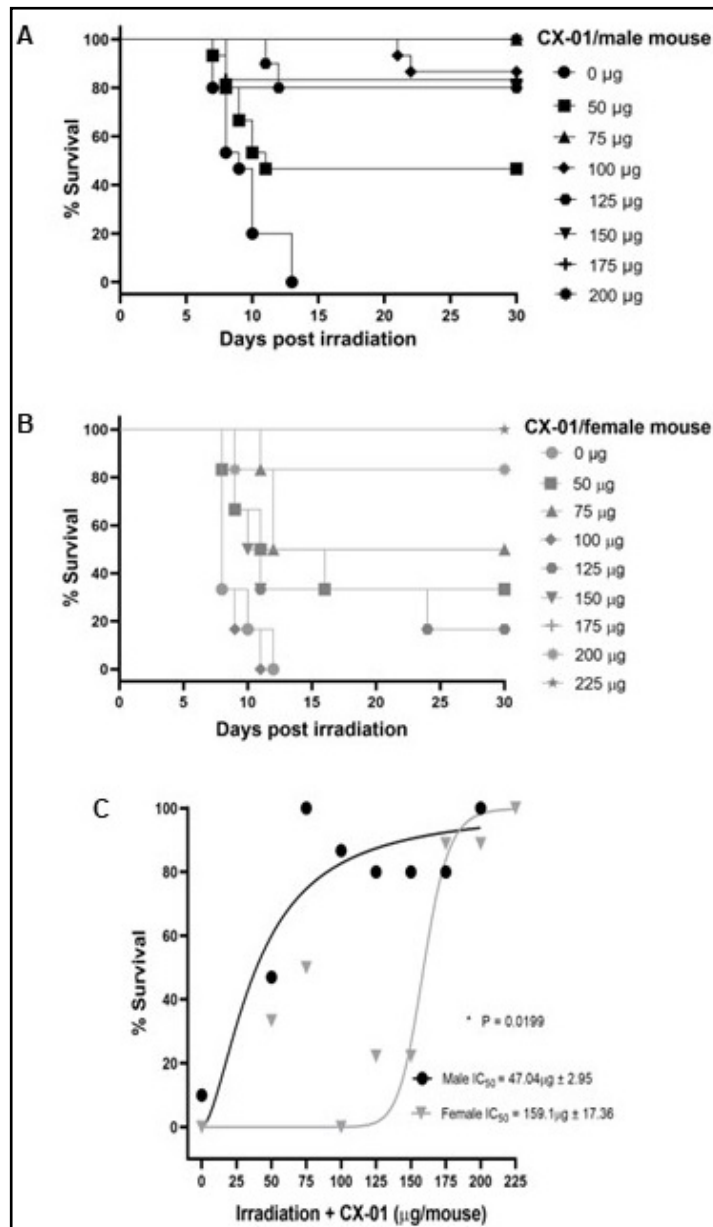 A
CX-01/male mouse
0 µg
50 µg
75 µg
100 µg
125 µg
150 µg
175 µg
200 µg
% Survival
100
80
60
40
20
0
0 5 10 15 20 25 30
Days post irradiation
B
CX-01/female mouse
0 µg
50 µg
75 µg
100 µg
125 µg
150 µg
175 µg
200 µg
225 µg
% Survival
100
80
60
40
20
0
0 5 10 15 20 25 30
Days post irradiation
C
% Survival
100
80
60
40
20
0
* P = 0.0199
Male IC50 = 47.04µg ± 2.95
Female IC50 = 159.1µg ± 17.36
0 25 50 75 100 125 150 175 200 225
Irradiation + CX-01 (µg/mouse)